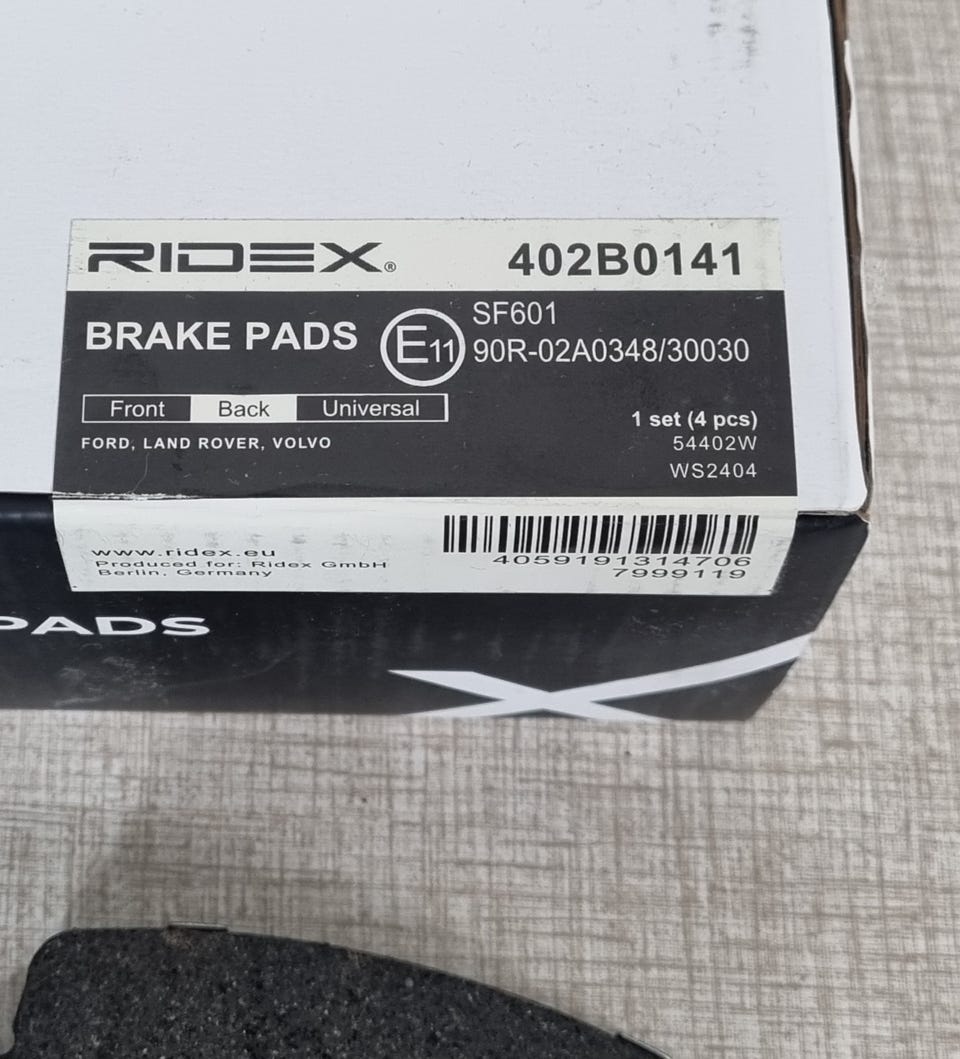 RIDEX® 402B0141
BRAKE PADS E11 SF601
90R-02A0348/30030
Front Back Universal
1 set (4 pcs)
FORD, LAND ROVER, VOLVO 54402W
WS2404
www.ridex.eu
Produced for: Ridex GmbH
Berlin, Germany
4059191314706
7999119
PADS
X